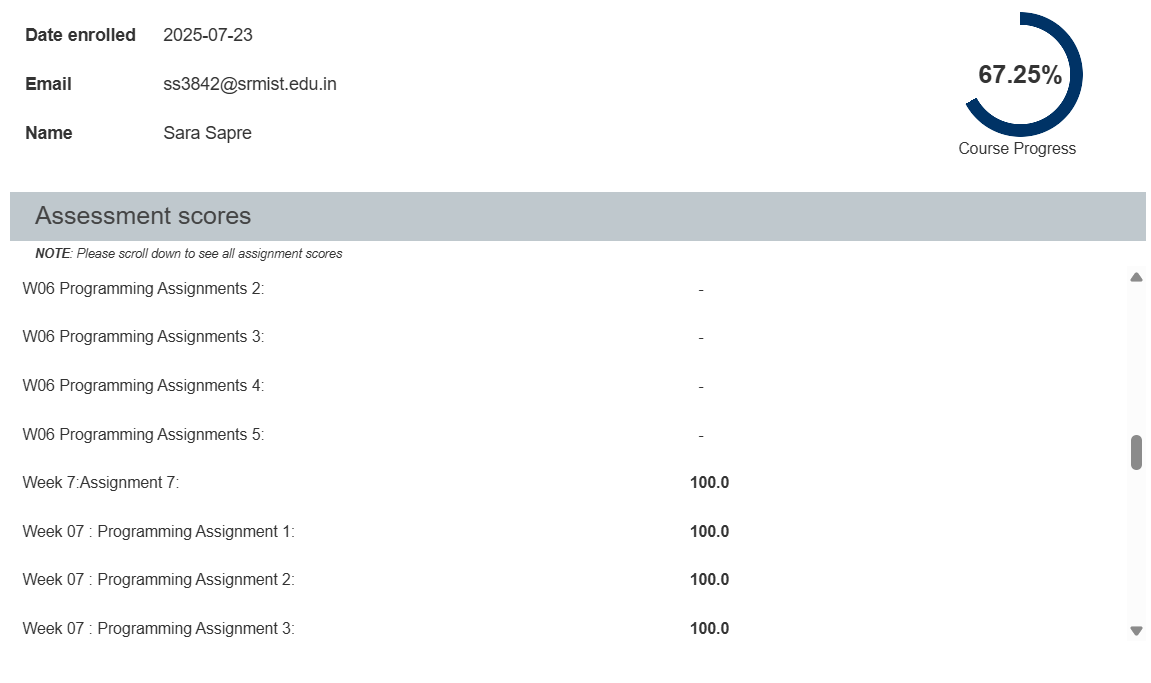 Date enrolled 2025-07-23
67.25%
Email ss3842@srmist.edu.in
Name Sara Sapre
Course Progress
Assessment scores
NOTE: Please scroll down to see all assignment scores
W06 Programming Assignments 2: -
W06 Programming Assignments 3: -
W06 Programming Assignments 4: -
W06 Programming Assignments 5: -
Week 7:Assignment 7: 100.0
Week 07 : Programming Assignment 1: 100.0
Week 07 : Programming Assignment 2: 100.0
Week 07 : Programming Assignment 3: 100.0